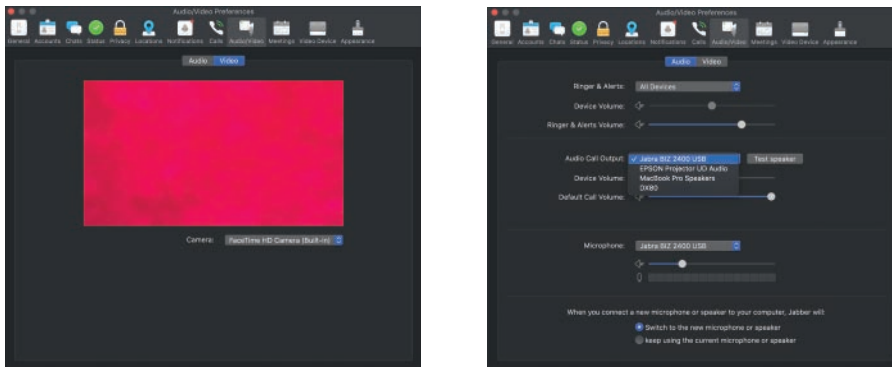 Audio/Video Preferences
General Accounts Chats Status Privacy Locations Notifications Calls Audio/Video Meetings Video Device Appearance
Audio Video
Camera: FaceTime HD Camera (Built-in)
Audio/Video Preferences
General Accounts Chats Status Privacy Locations Notifications Calls Audio/Video Meetings Video Device Appearance
Audio Video
Ringer & Alerts: All Devices
Device Volume:
Ringer & Alerts Volume:
Audio Call Output: ✓ Jabra BIZ 2400 USB Test speaker
EPSON Projector UD Audio
Device Volume: MacBook Pro Speakers
DX80
Default Call Volume:
Microphone: Jabra BIZ 2400 USB
When you connect a new microphone or speaker to your computer, Jabber will:
Switch to the new microphone or speaker
keep using the current microphone or speaker